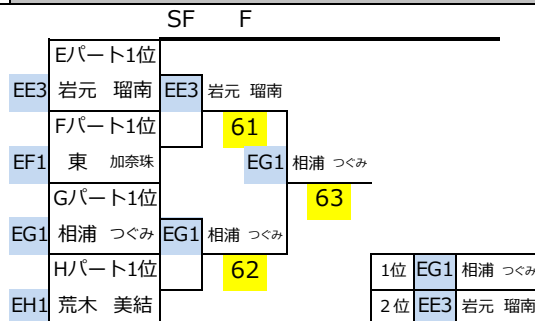 SF F
Eパート1位
EE3 岩元 瑠南 EE3 岩元 瑠南
Fパート1位 61
EF1 東 加奈珠 EG1 相浦 つぐみ
Gパート1位 63
EG1 相浦 つぐみ EG1 相浦 つぐみ
Hパート1位 62 1位 EG1 相浦 つぐみ
EH1 荒木 美結 2位 EE3 岩元 瑠南